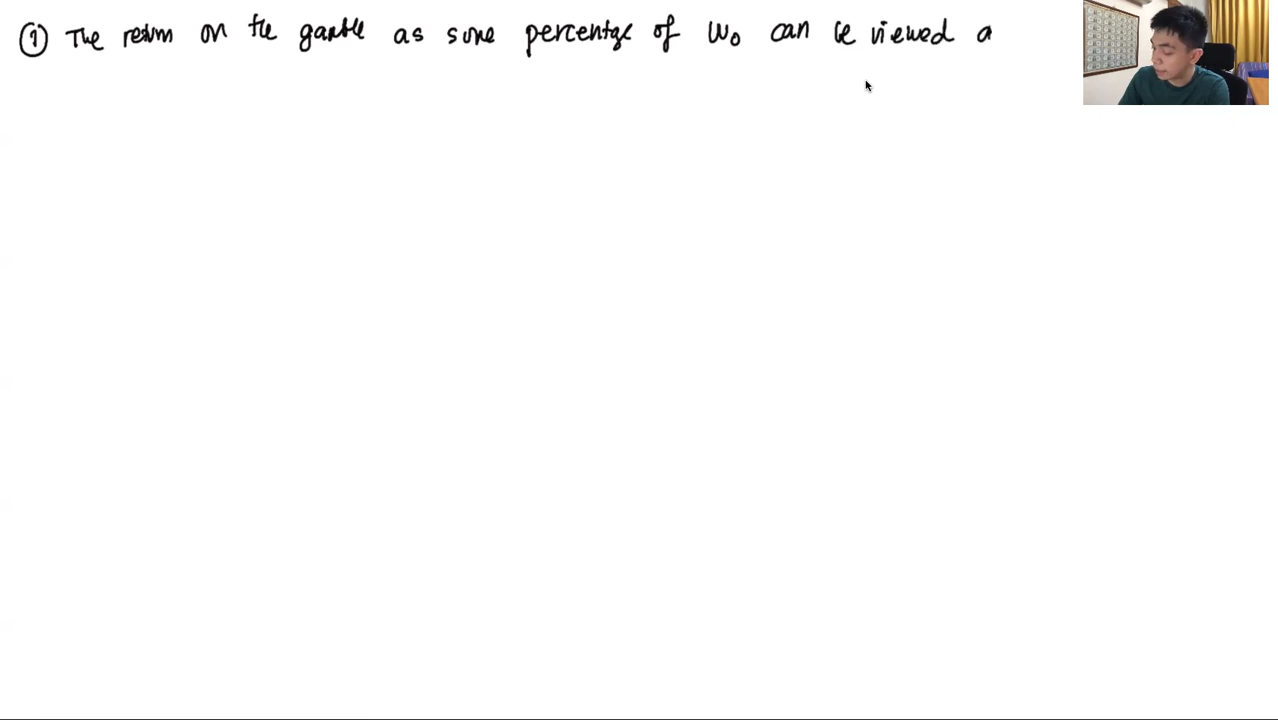 ① The return on the gamble as some percentage of W₀ can be viewed a